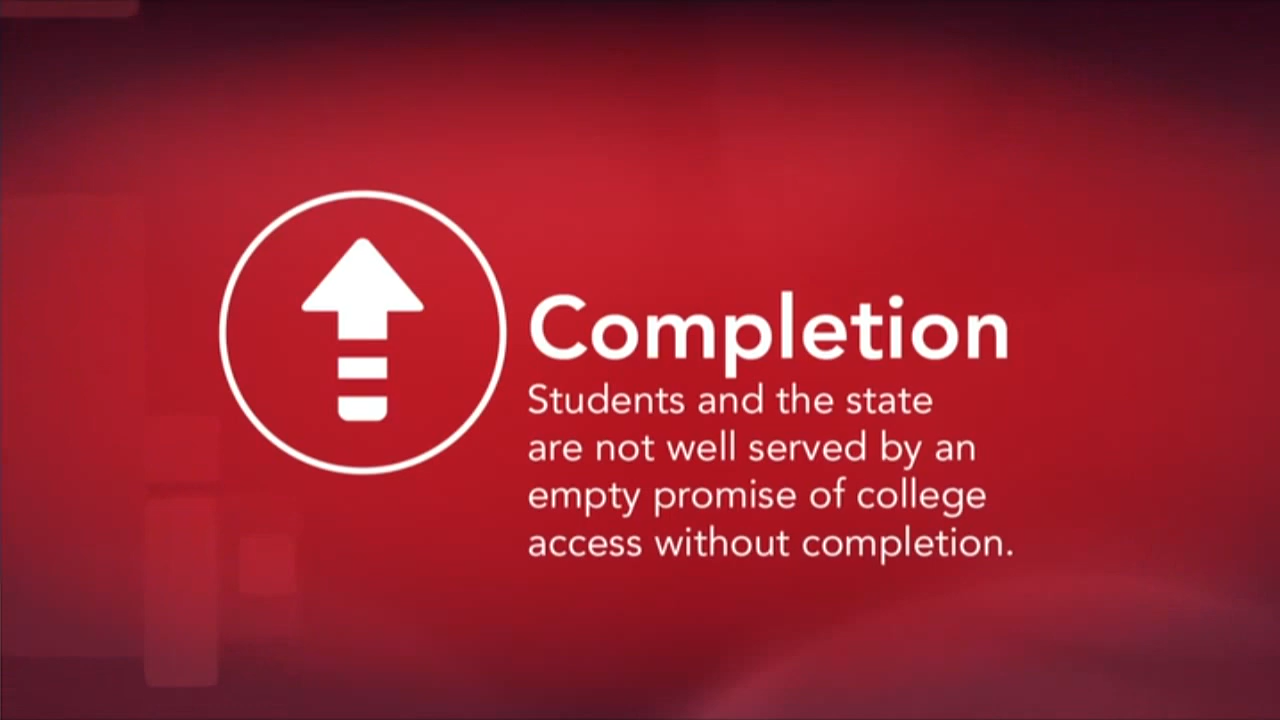 Completion
Students and the state
are not well served by an
empty promise of college
access without completion.